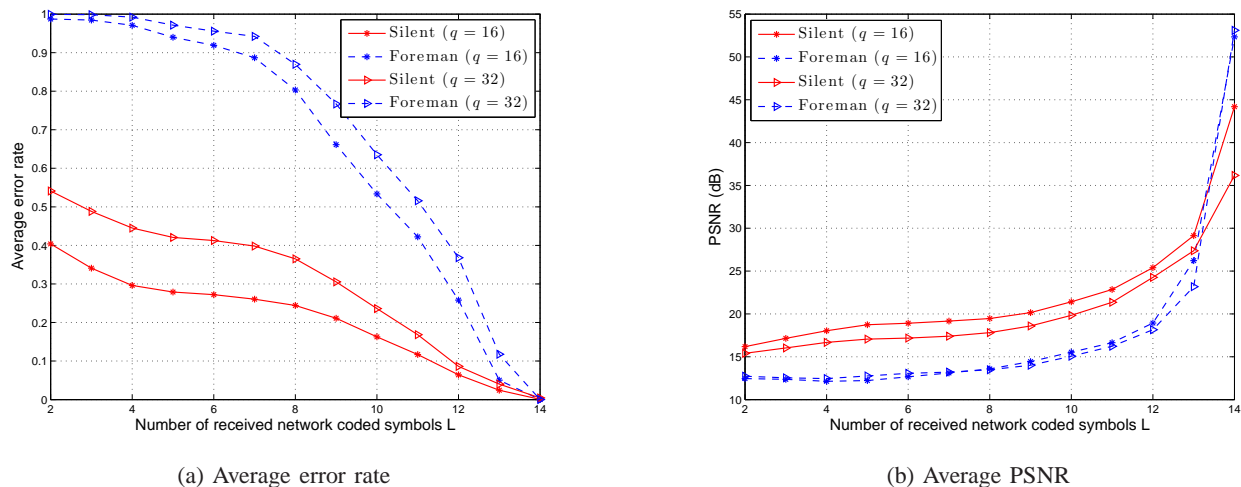 1
0.9
0.8
0.7
0.6
0.5
0.4
0.3
0.2
0.1
0
Average error rate
2 4 6 8 10 12 14
Number of received network coded symbols L
Silent (q = 16)
Foreman (q = 16)
Silent (q = 32)
Foreman (q = 32)
(a) Average error rate
55
50
45
40
35
30
25
20
15
10
PSNR (dB)
2 4 6 8 10 12 14
Number of received network coded symbols L
Silent (q = 16)
Foreman (q = 16)
Silent (q = 32)
Foreman (q = 32)
(b) Average PSNR